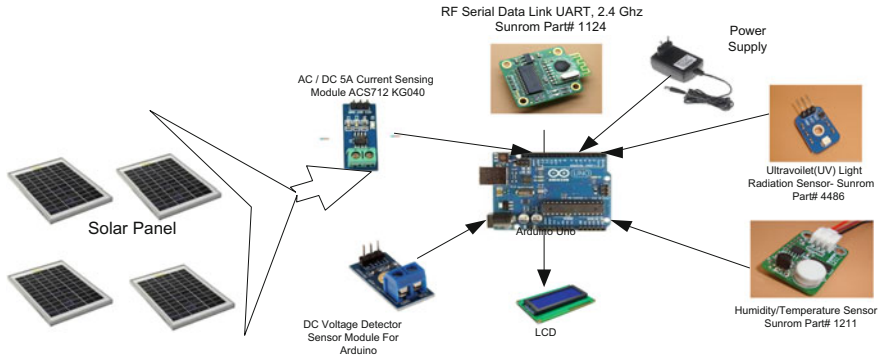 RF Serial Data Link UART, 2.4 Ghz
Sunrom Part# 1124
Power
Supply
AC / DC 5A Current Sensing
Module ACS712 KG040
Ultravoilet(UV) Light
Radiation Sensor- Sunrom
Part# 4486
Solar Panel
UNO
Arduino Uno
Humidity/Temperature Sensor
Sunrom Part# 1211
DC Voltage Detector
Sensor Module For
Arduino
LCD